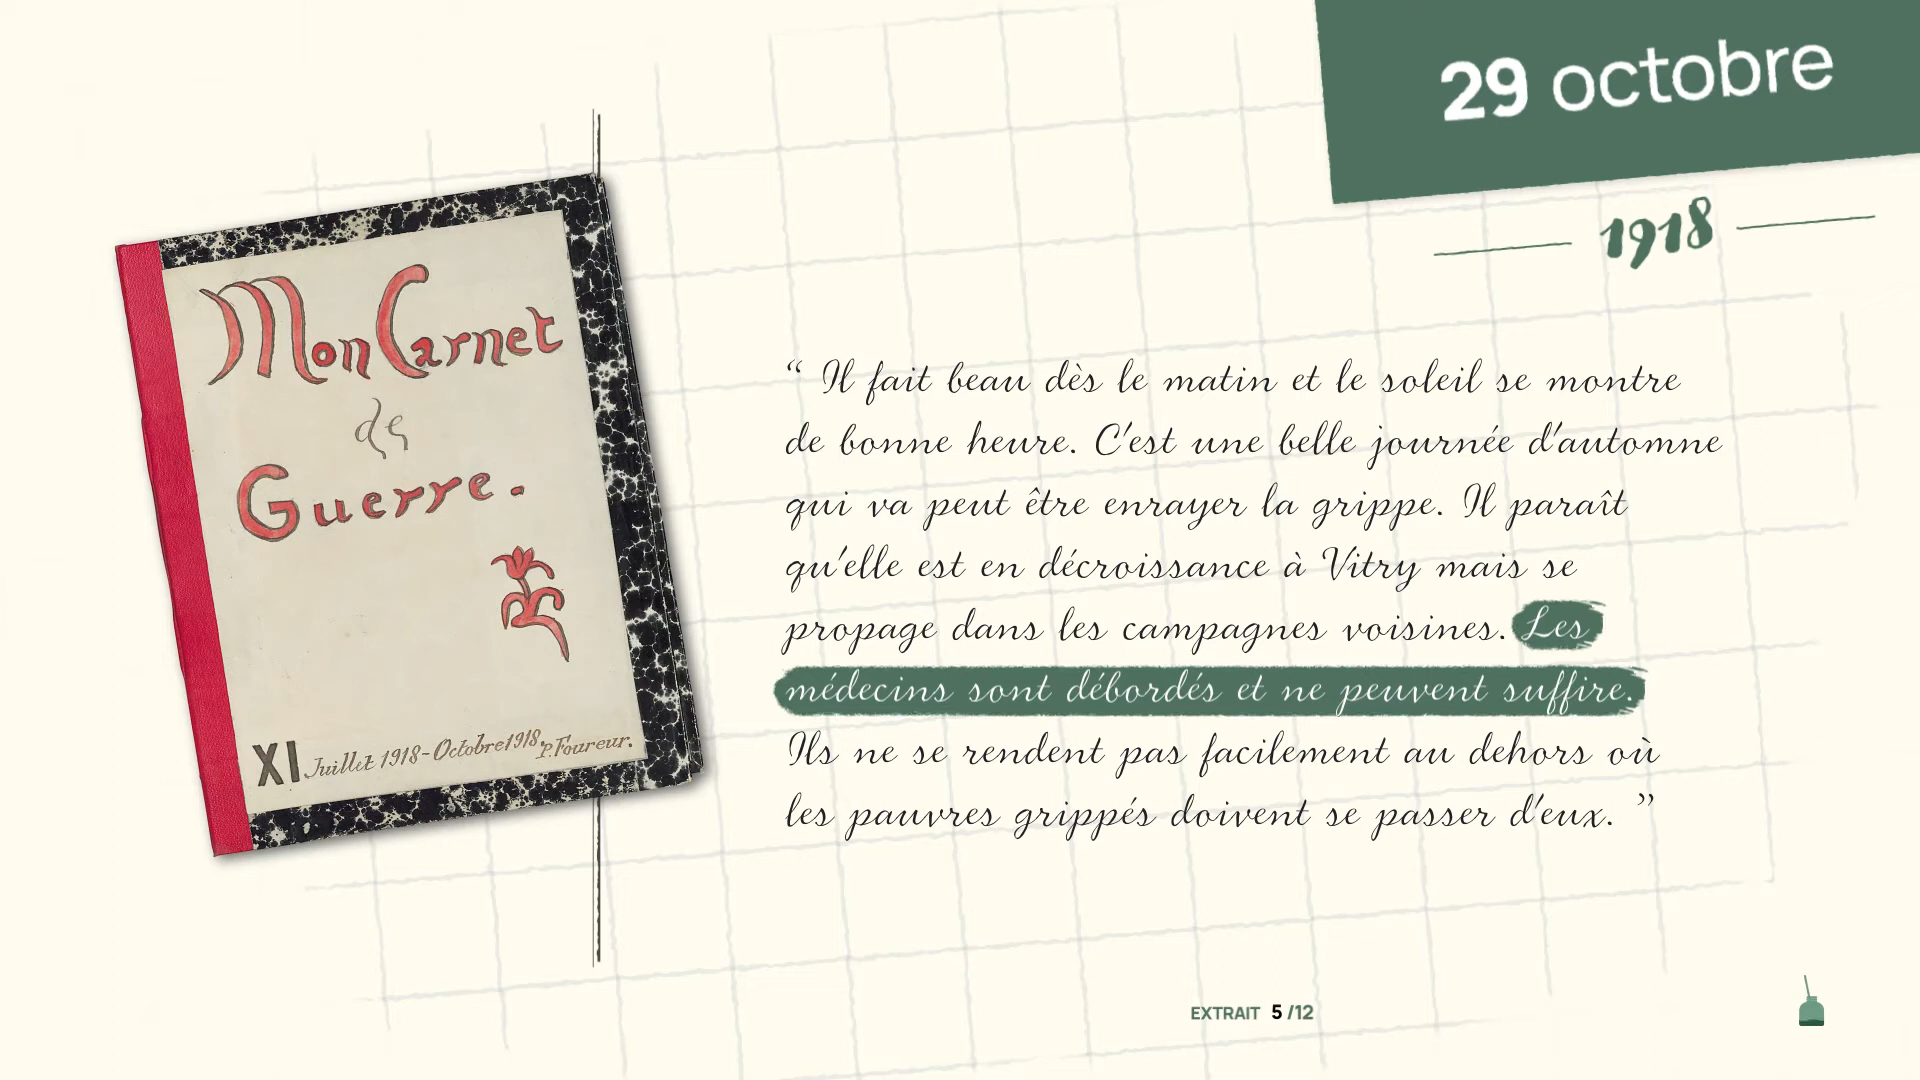 29 octobre
1918
Mon Carnet
de
Guerre.
XI Juillet 1918-Octobre 1918. P. Foureur.
“ Il fait beau dès le matin et le soleil se montre
de bonne heure. C'est une belle journée d'automne
qui va peut être enrayer la grippe. Il paraît
qu'elle est en décroissance à Vitry mais se
propage dans les campagnes voisines. Les
médecins sont débordés et ne peuvent suffire.
Ils ne se rendent pas facilement au dehors où
les pauvres grippés doivent se passer d'eux. ”
EXTRAIT 5 /12